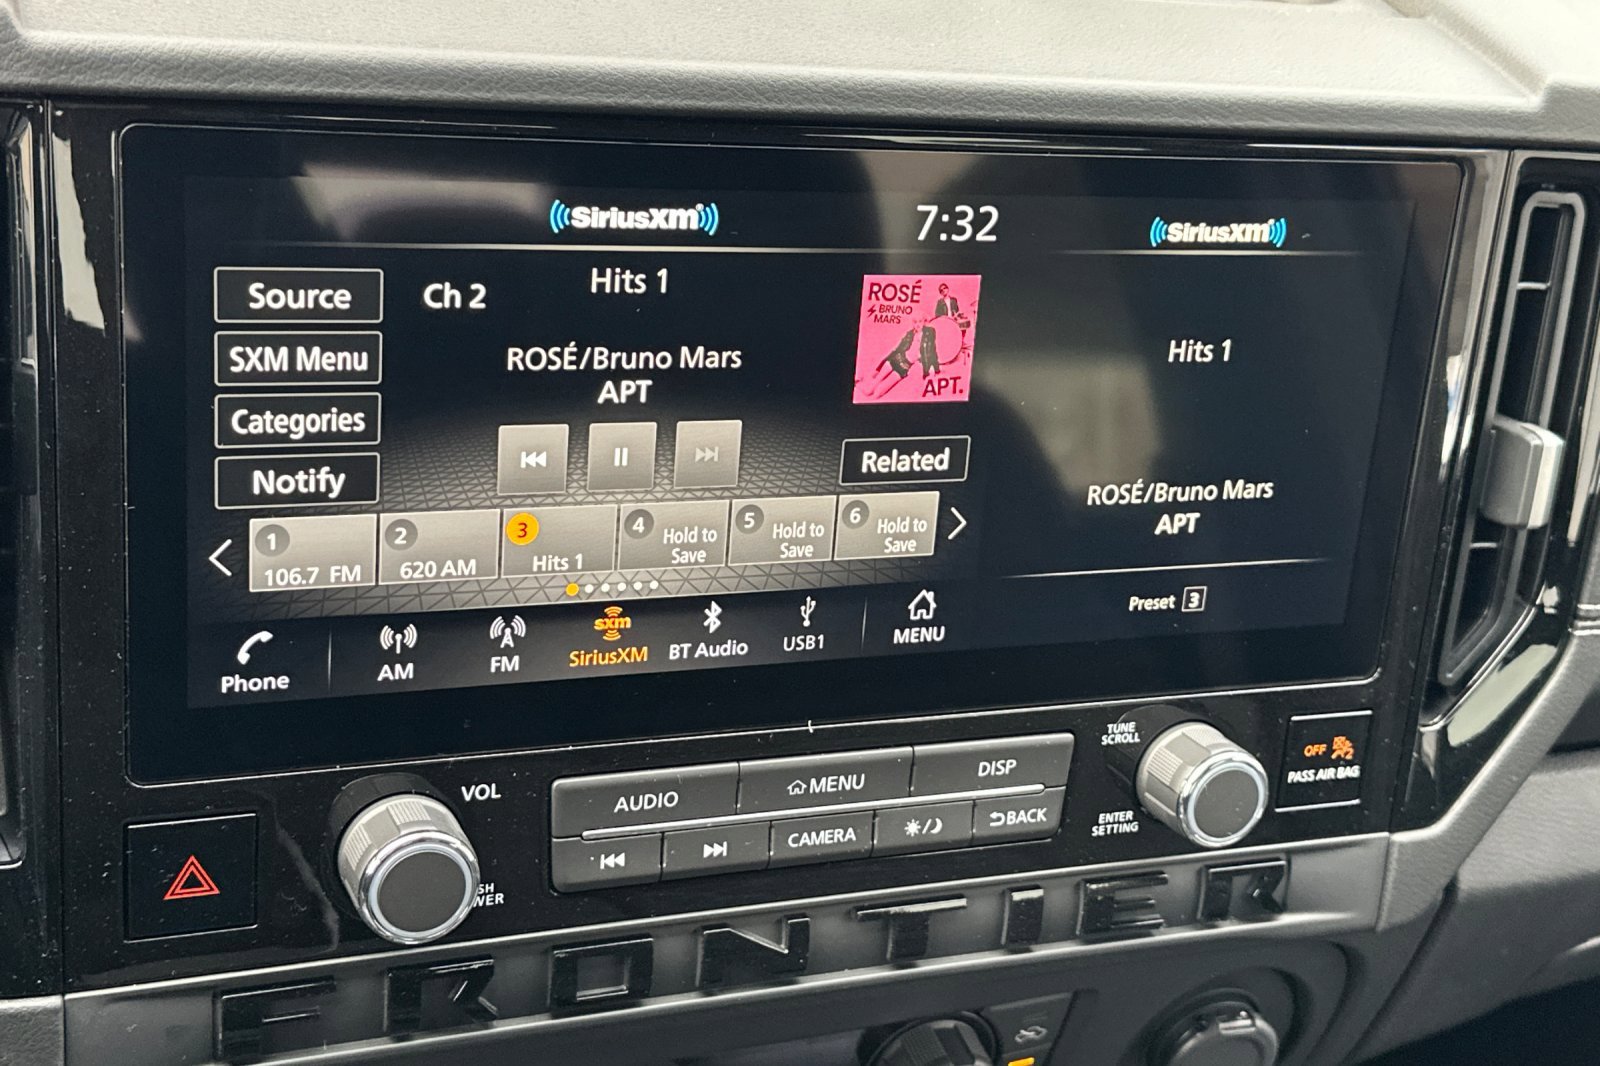 SiriusXM
7:32
SiriusXM
Source
Ch 2
Hits 1
ROSÉ
BRUNO
MARS
APT.
SXM Menu
ROSÉ/Bruno Mars
APT
Hits 1
Categories
Notify
Related
ROSÉ/Bruno Mars
APT
1
106.7 FM
2
620 AM
3
Hits 1
4
Hold to
Save
5
Hold to
Save
6
Hold to
Save
Preset 3
Phone
AM
FM
sxm
SiriusXM
BT Audio
USB1
MENU
VOL
AUDIO
MENU
DISP
TUNE
SCROLL
OFF
2
PASS AIR BAG
CAMERA
BACK
ENTER
SETTING
FRONTIER